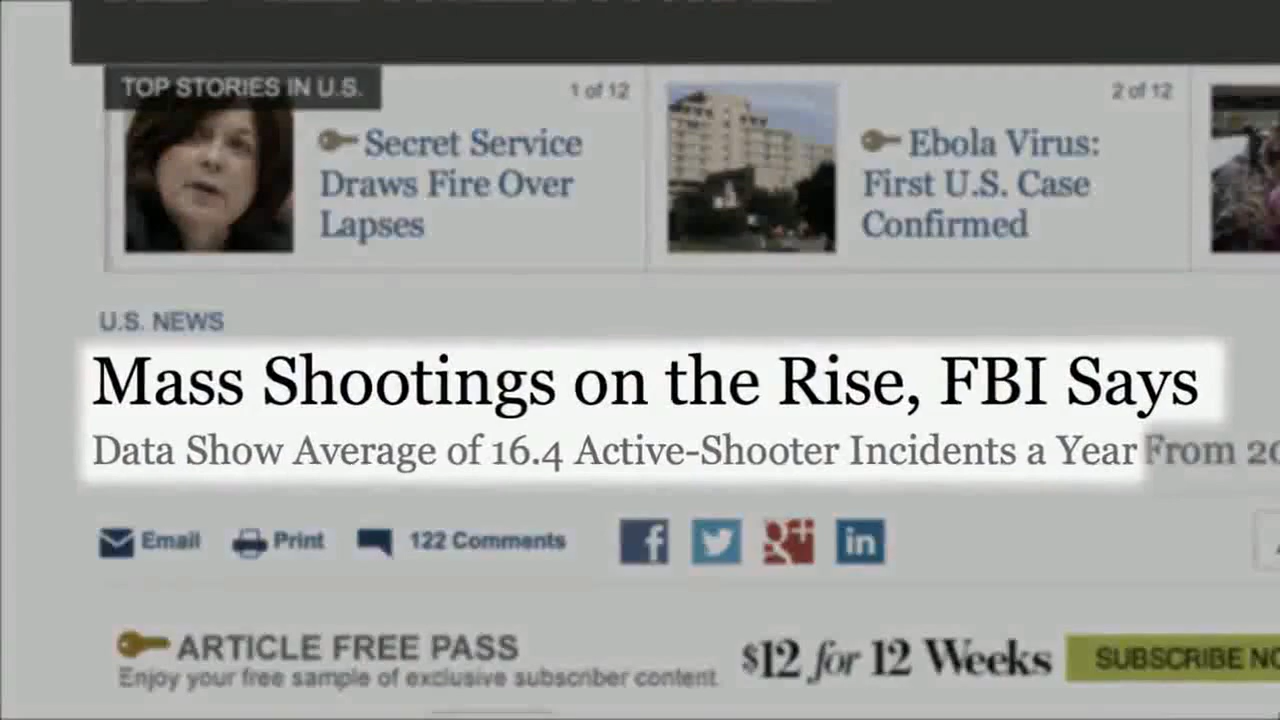 TOP STORIES IN U.S.
1 of 12
Secret Service
Draws Fire Over
Lapses
2 of 12
Ebola Virus:
First U.S. Case
Confirmed
U.S. NEWS
Mass Shootings on the Rise, FBI Says
Data Show Average of 16.4 Active-Shooter Incidents a Year From
Email Print 122 Comments
ARTICLE FREE PASS
Enjoy your free sample of exclusive subscriber content.
$12 for 12 Weeks
SUBSCRIBE